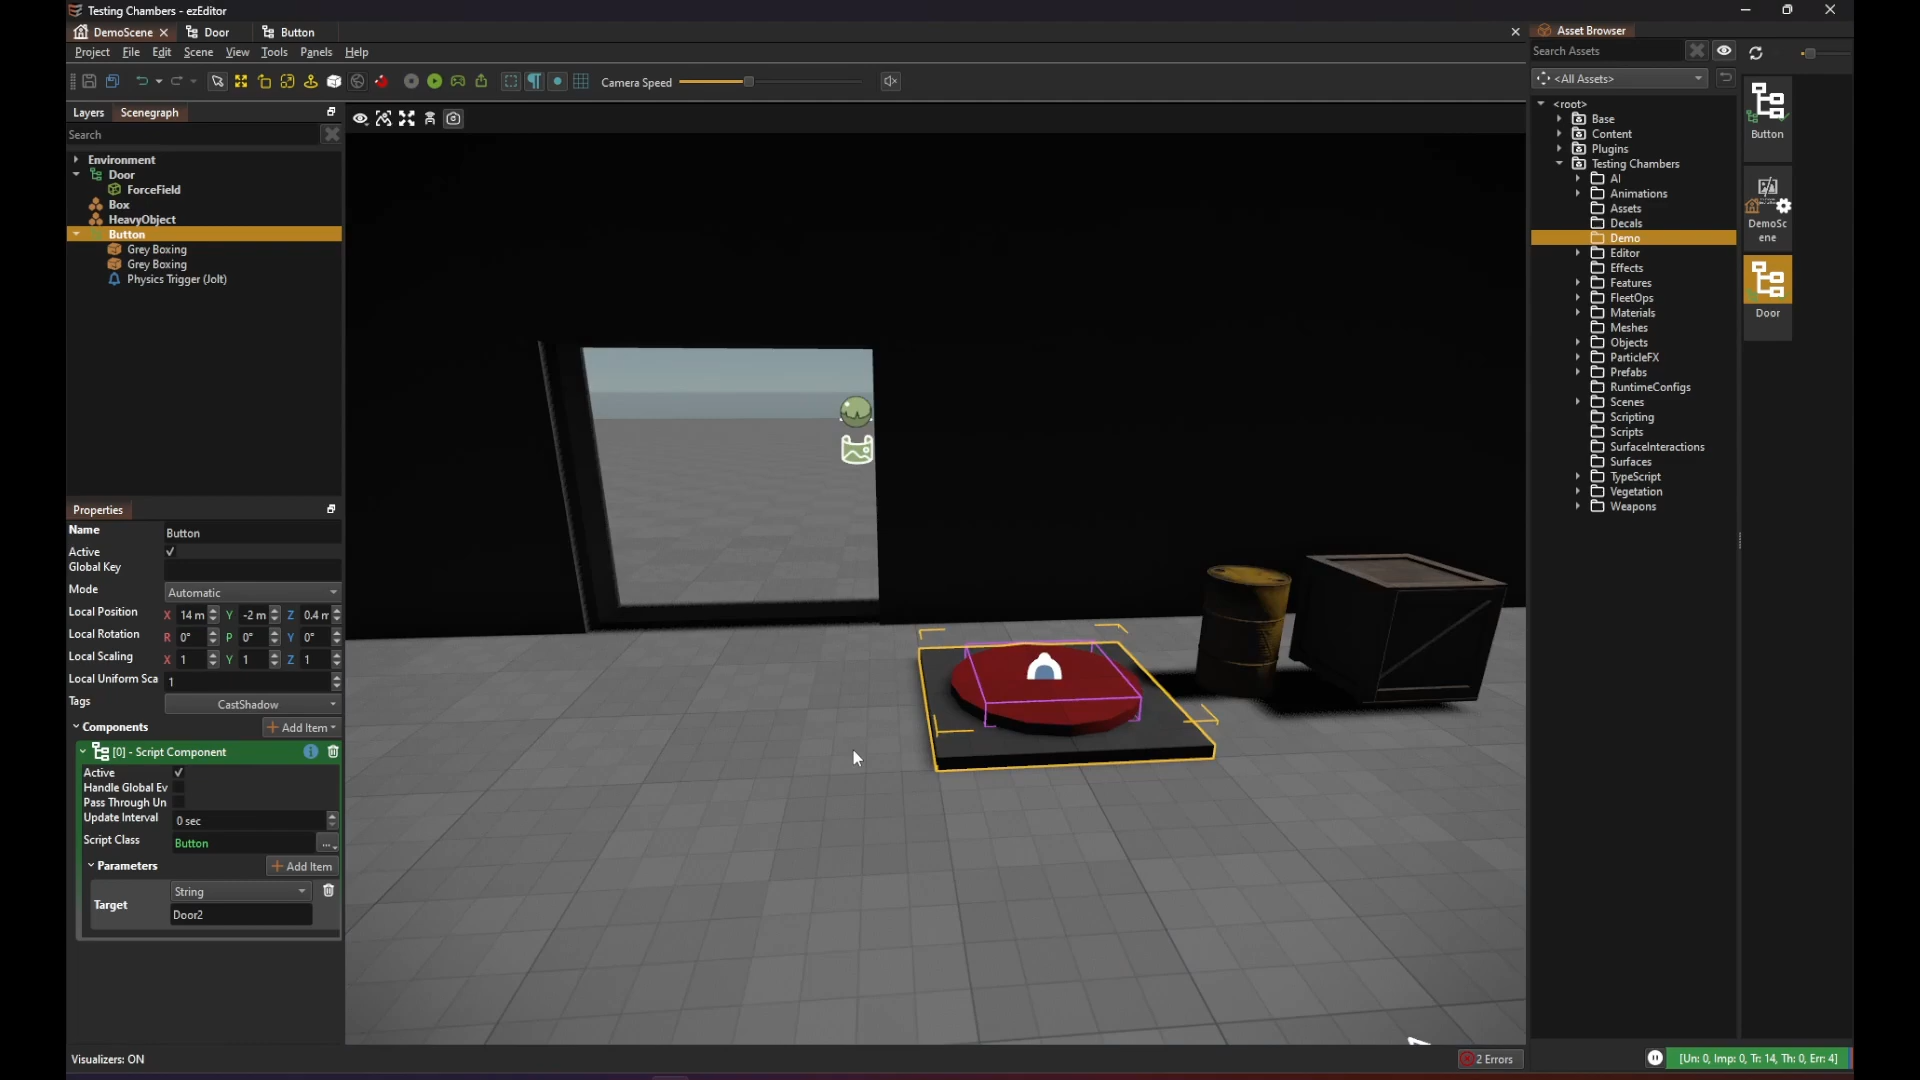 Testing Chambers - ezEditor
DemoScene
Door
Button
Project File Edit Scene View Tools Panels Help
Camera Speed
Layers Scenegraph
Search
Environment
Door
ForceField
Box
HeavyObject
Button
Grey Boxing
Grey Boxing
Physics Trigger (Jolt)
Properties
Name Button
Active
Global Key
Mode Automatic
Local Position X 14 m Y -2 m Z 0.4 m
Local Rotation R 0° P 0° Y 0°
Local Scaling X 1 Y 1 Z 1
Local Uniform Sca 1
Tags CastShadow
Components + Add Item
[0] - Script Component
Active
Handle Global Ev
Pass Through Un
Update Interval 0 sec
Script Class Button ...
Parameters + Add Item
Target String
Door2
Visualizers: ON
2 Errors
Asset Browser
Search Assets
<All Assets>
<root>
Base
Content
Plugins
Testing Chambers
AI
Animations
Assets
Decals
Demo
Editor
Effects
Features
FleetOps
Materials
Meshes
Objects
ParticleFX
Prefabs
RuntimeConfigs
Scenes
Scripting
Scripts
SurfaceInteractions
Surfaces
TypeScript
Vegetation
Weapons
Button
DemoSc
ene
Door
[Un: 0, Imp: 0, Tr: 14, Th: 0, Err: 4]